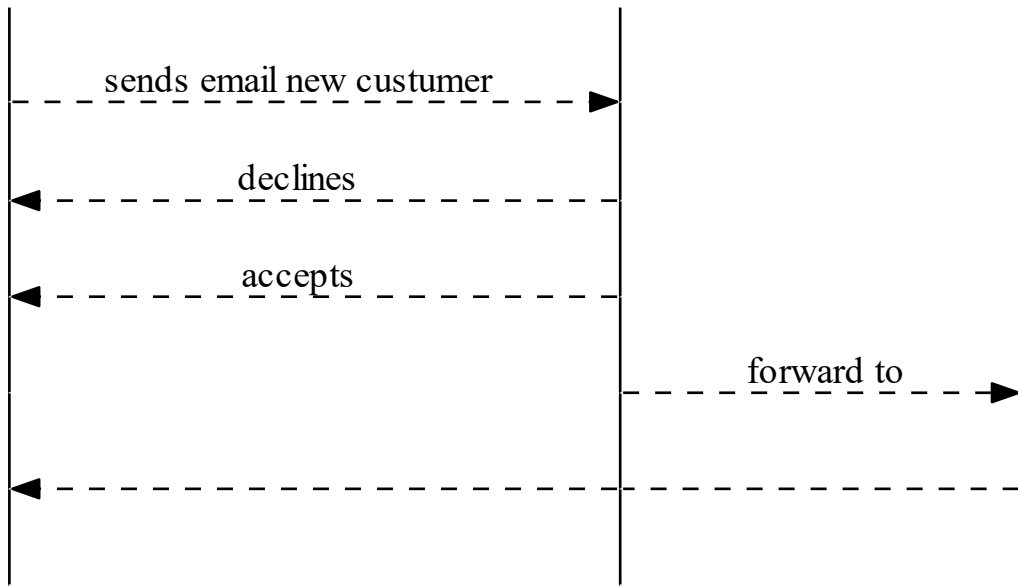 sends email new custumer
declines
accepts
forward to